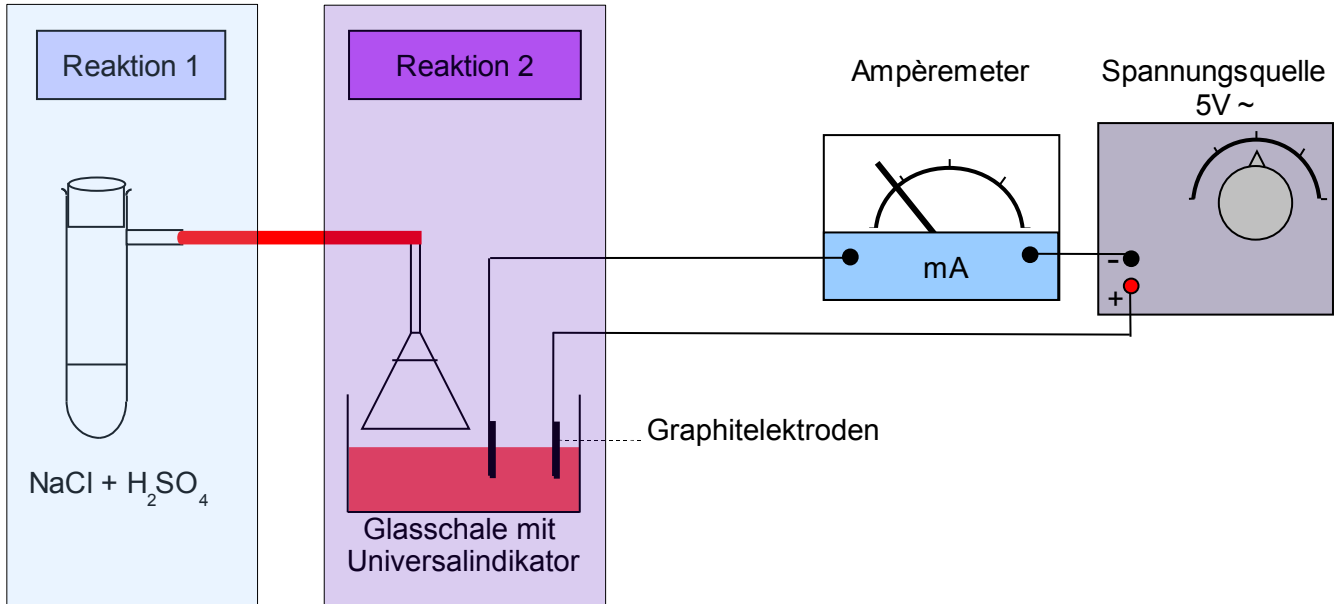 Reaktion 1
Reaktion 2
Ampèremeter
Spannungsquelle
5V ~
mA
-
+
Graphitelektroden
NaCl + H₂SO₄
Glasschale mit
Universalindikator